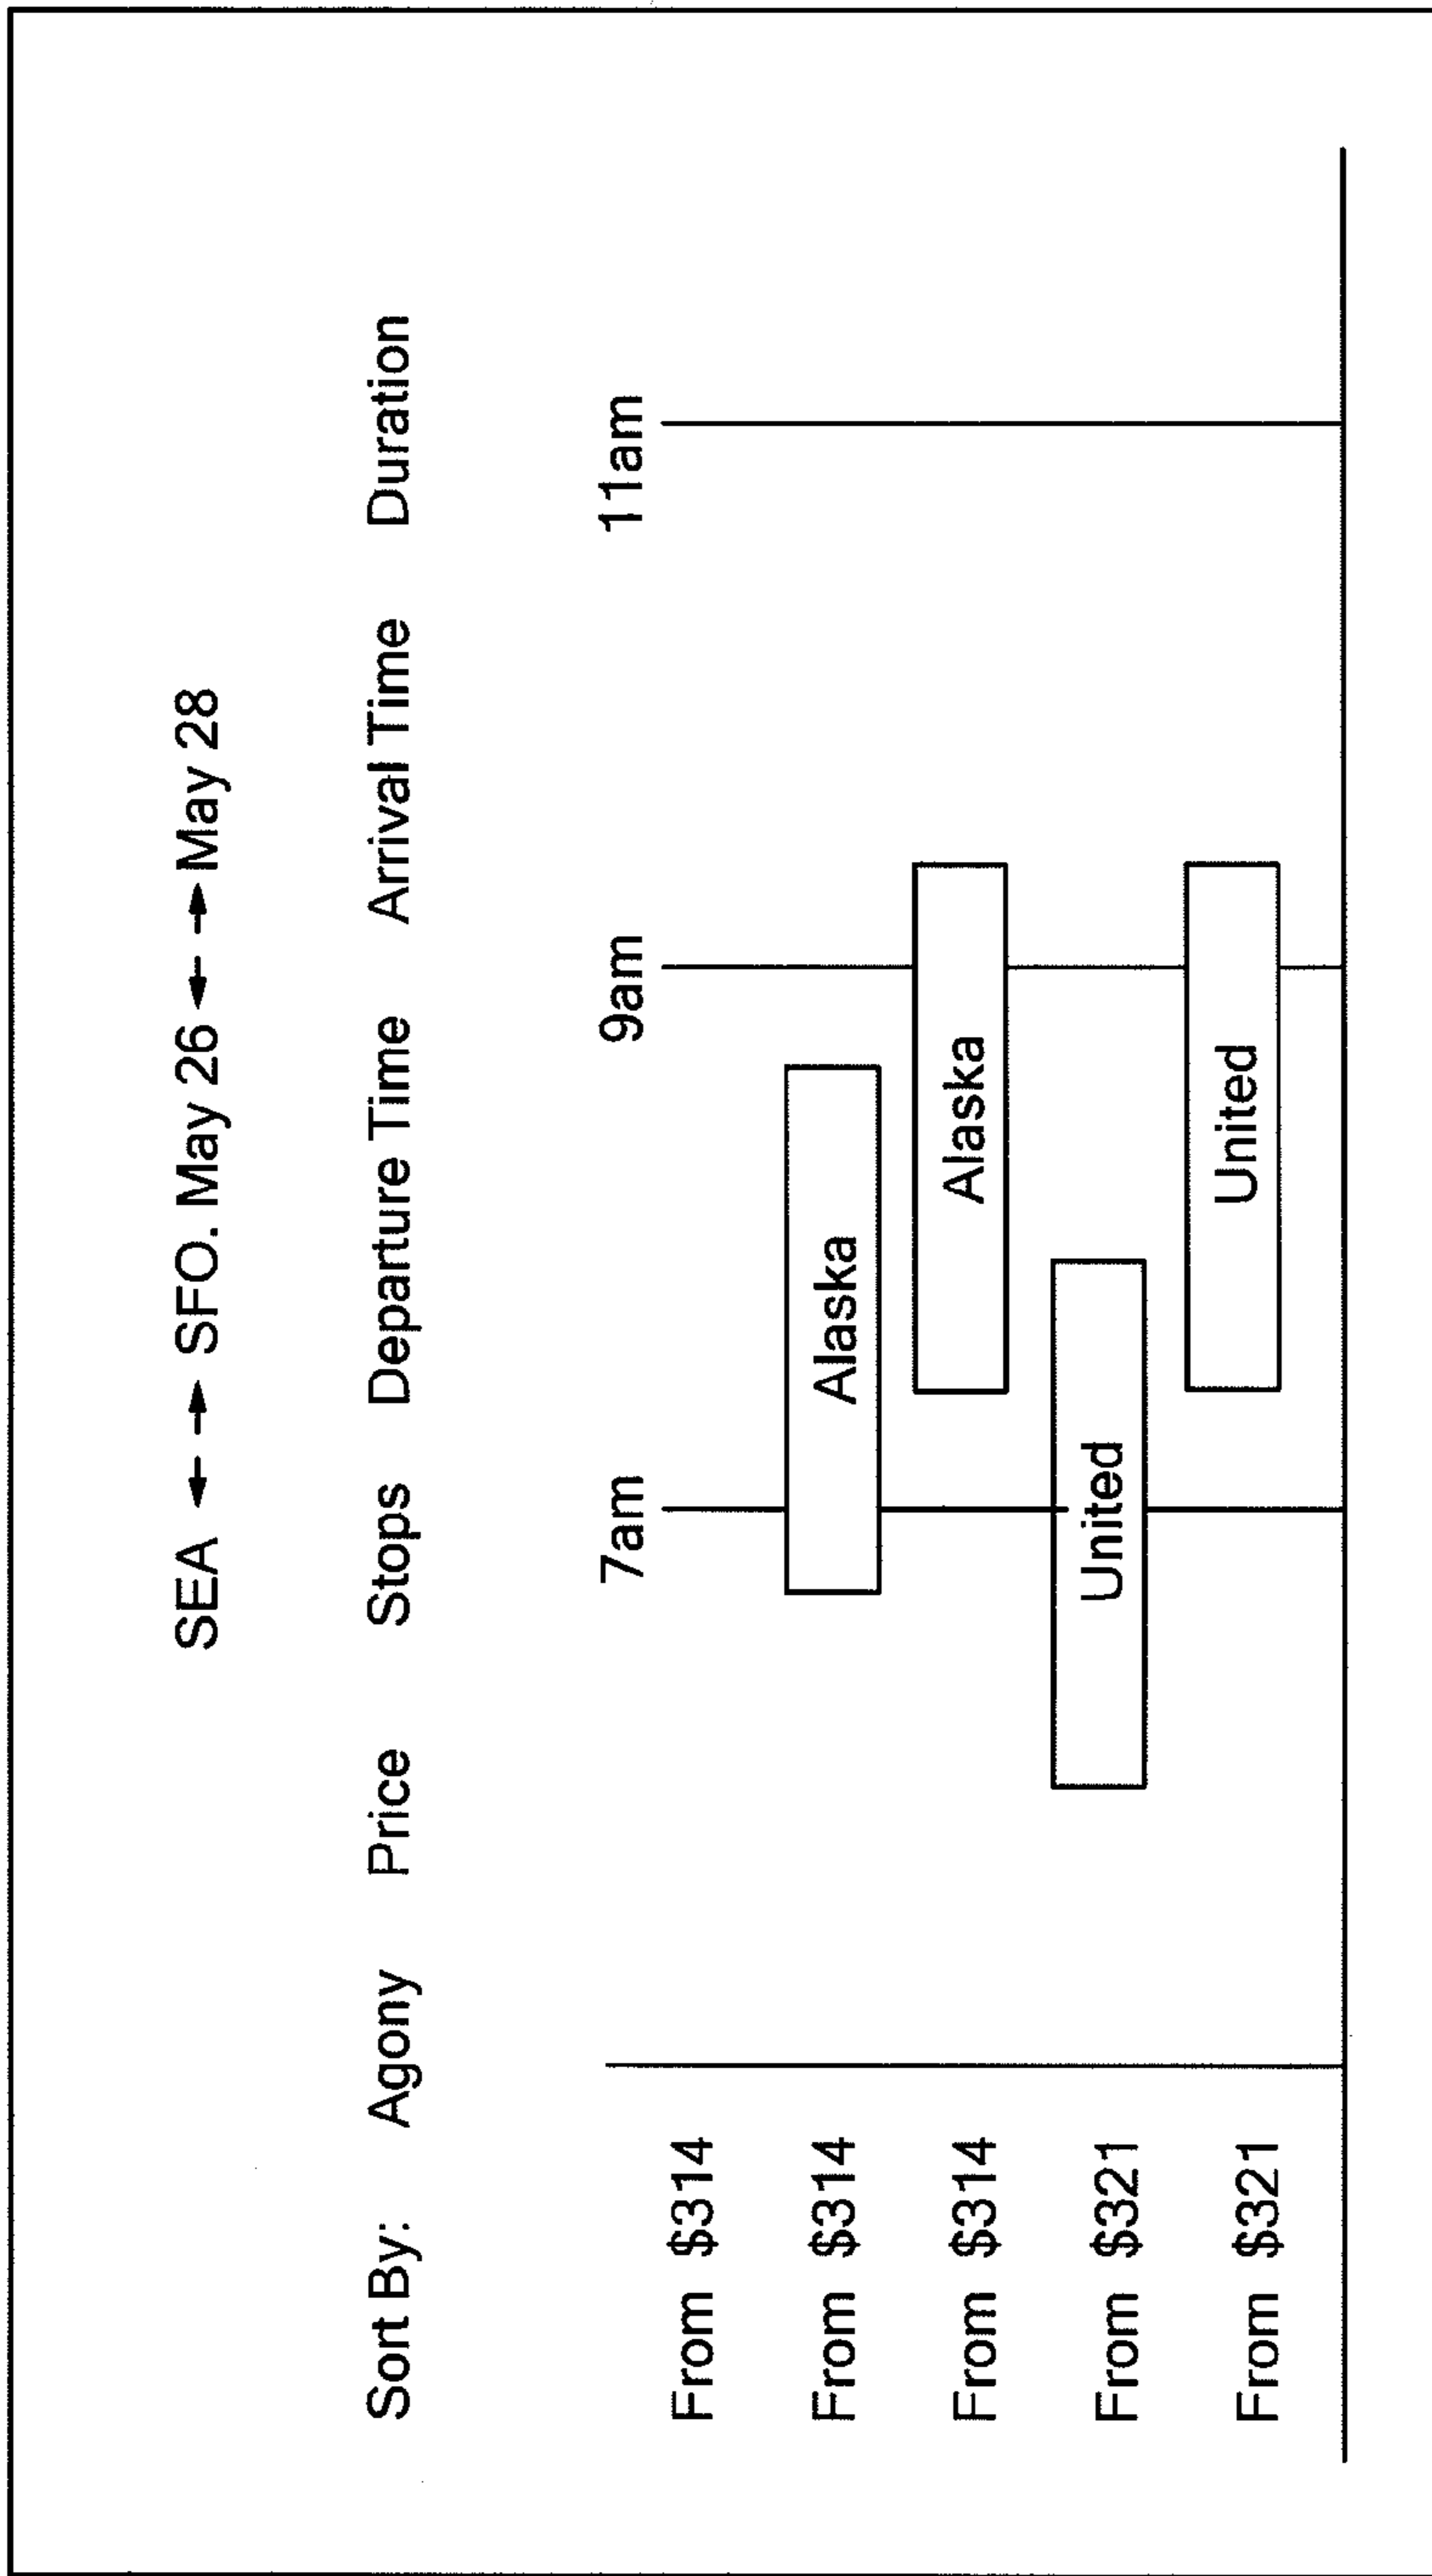 SEA ← → SFO. May 26 ← → May 28
Sort By: Agony Price Stops Departure Time Arrival Time Duration
7am 9am 11am
From $314
From $314 Alaska
From $314 Alaska
From $321 United
From $321 United